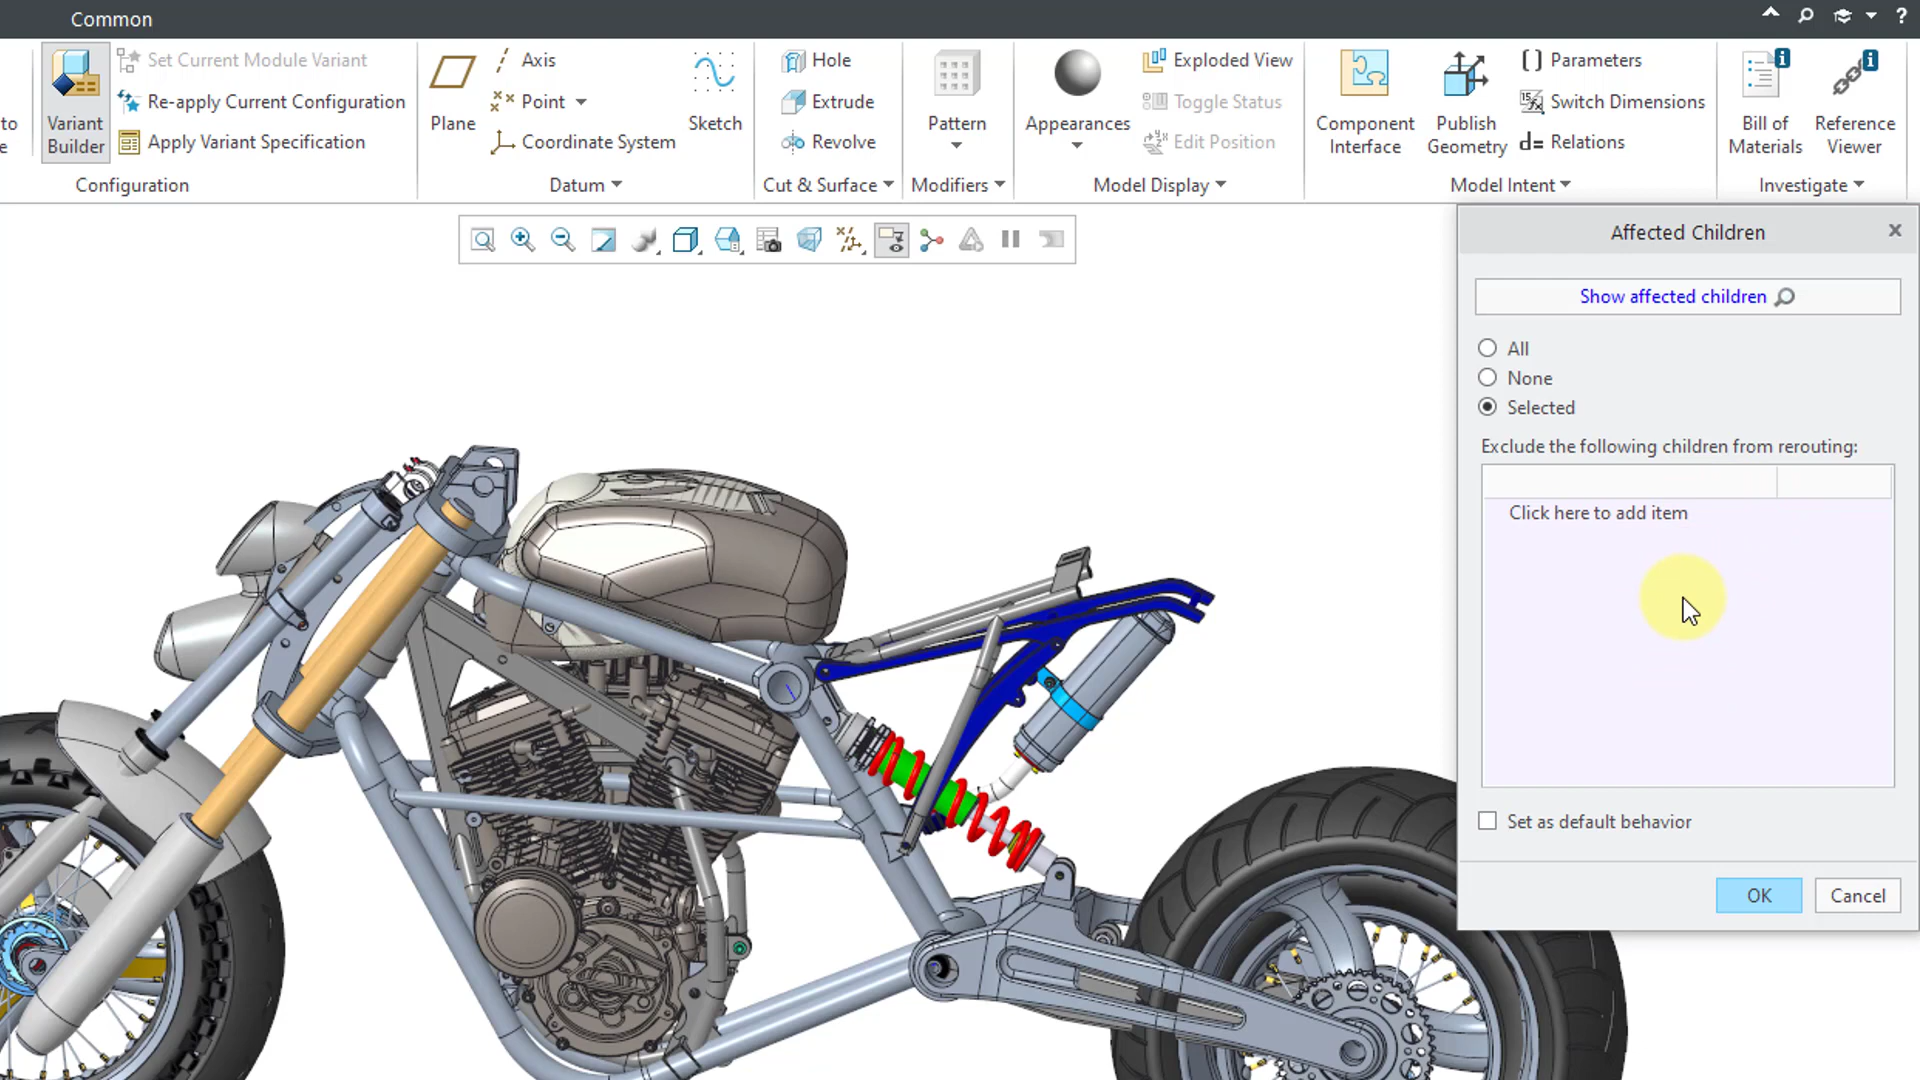 Common
to
e
Variant
Builder
Set Current Module Variant
Re-apply Current Configuration
Apply Variant Specification
Configuration
Plane
Axis
Point
Coordinate System
Sketch
Datum
Hole
Extrude
Revolve
Cut & Surface
Pattern
Modifiers
Appearances
Exploded View
Toggle Status
Edit Position
Model Display
Component
Interface
Publish
Geometry
Parameters
Switch Dimensions
d= Relations
Model Intent
Bill of
Materials
Reference
Viewer
Investigate
Affected Children
Show affected children
All
None
Selected
Exclude the following children from rerouting:
Click here to add item
Set as default behavior
OK
Cancel